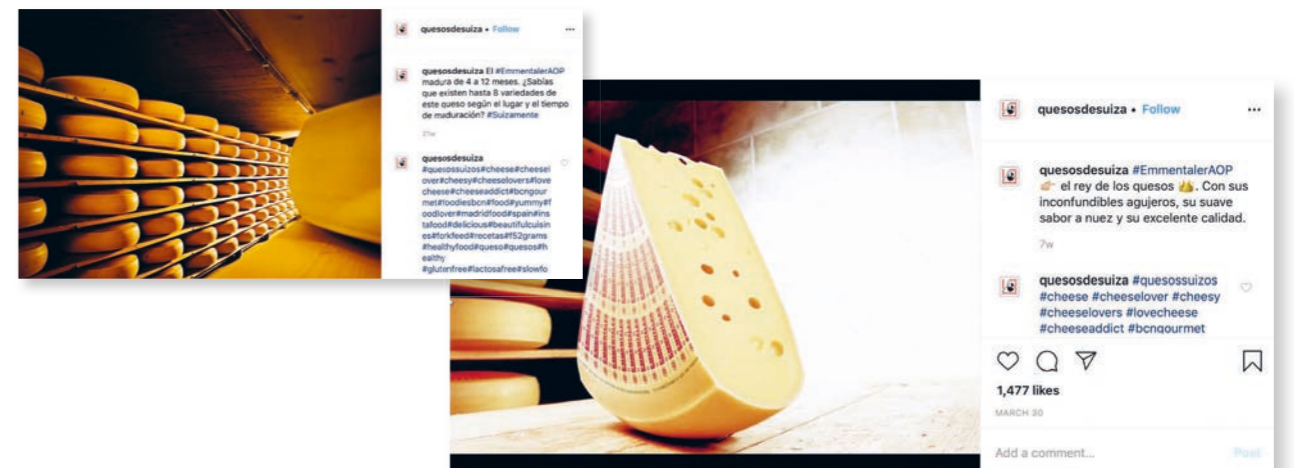 quesosdesuiza • Follow
quesosdesuiza El #EmmentalerAOP
madura de 4 a 12 meses. ¿Sabías
que existen hasta 8 variedades de
este queso según el lugar y el tiempo
de maduración? #Suizamente
21w
quesosdesuiza
#quesossuizos#cheese#cheesel
over#cheesy#cheeselovers#love
cheese#cheeseaddict#bcngour
met#foodiesbcn#food#yummy#f
oodlover#madridfood#spain#ins
tafood#delicious#beautifulcuisin
es#forkfeed#recetas#f52grams
#healthyfood#queso#quesos#h
ealthy
#glutenfree#lactosafree#slowfo
quesosdesuiza • Follow
quesosdesuiza #EmmentalerAOP
👉 el rey de los quesos 👑. Con sus
inconfundibles agujeros, su suave
sabor a nuez y su excelente calidad.
7w
quesosdesuiza #quesossuizos
#cheese #cheeselover #cheesy
#cheeselovers #lovecheese
#cheeseaddict #bcngourmet
1,477 likes
MARCH 30
Add a comment...
Post